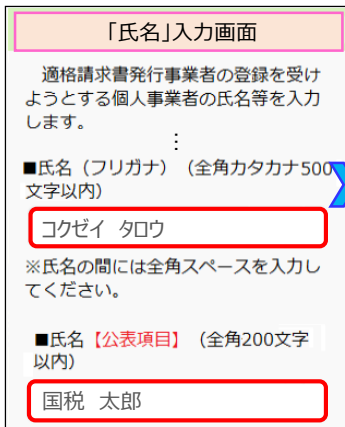 「氏名」入力画面
適格請求書発行事業者の登録を受け
ようとする個人事業者の氏名等を入力
します。
⋮
■氏名（フリガナ）（全角カタカナ500
文字以内）
コクゼイ　タロウ
※氏名の間には全角スペースを入力し
てください。
■氏名【公表項目】（全角200文字
以内）
国税　太郎